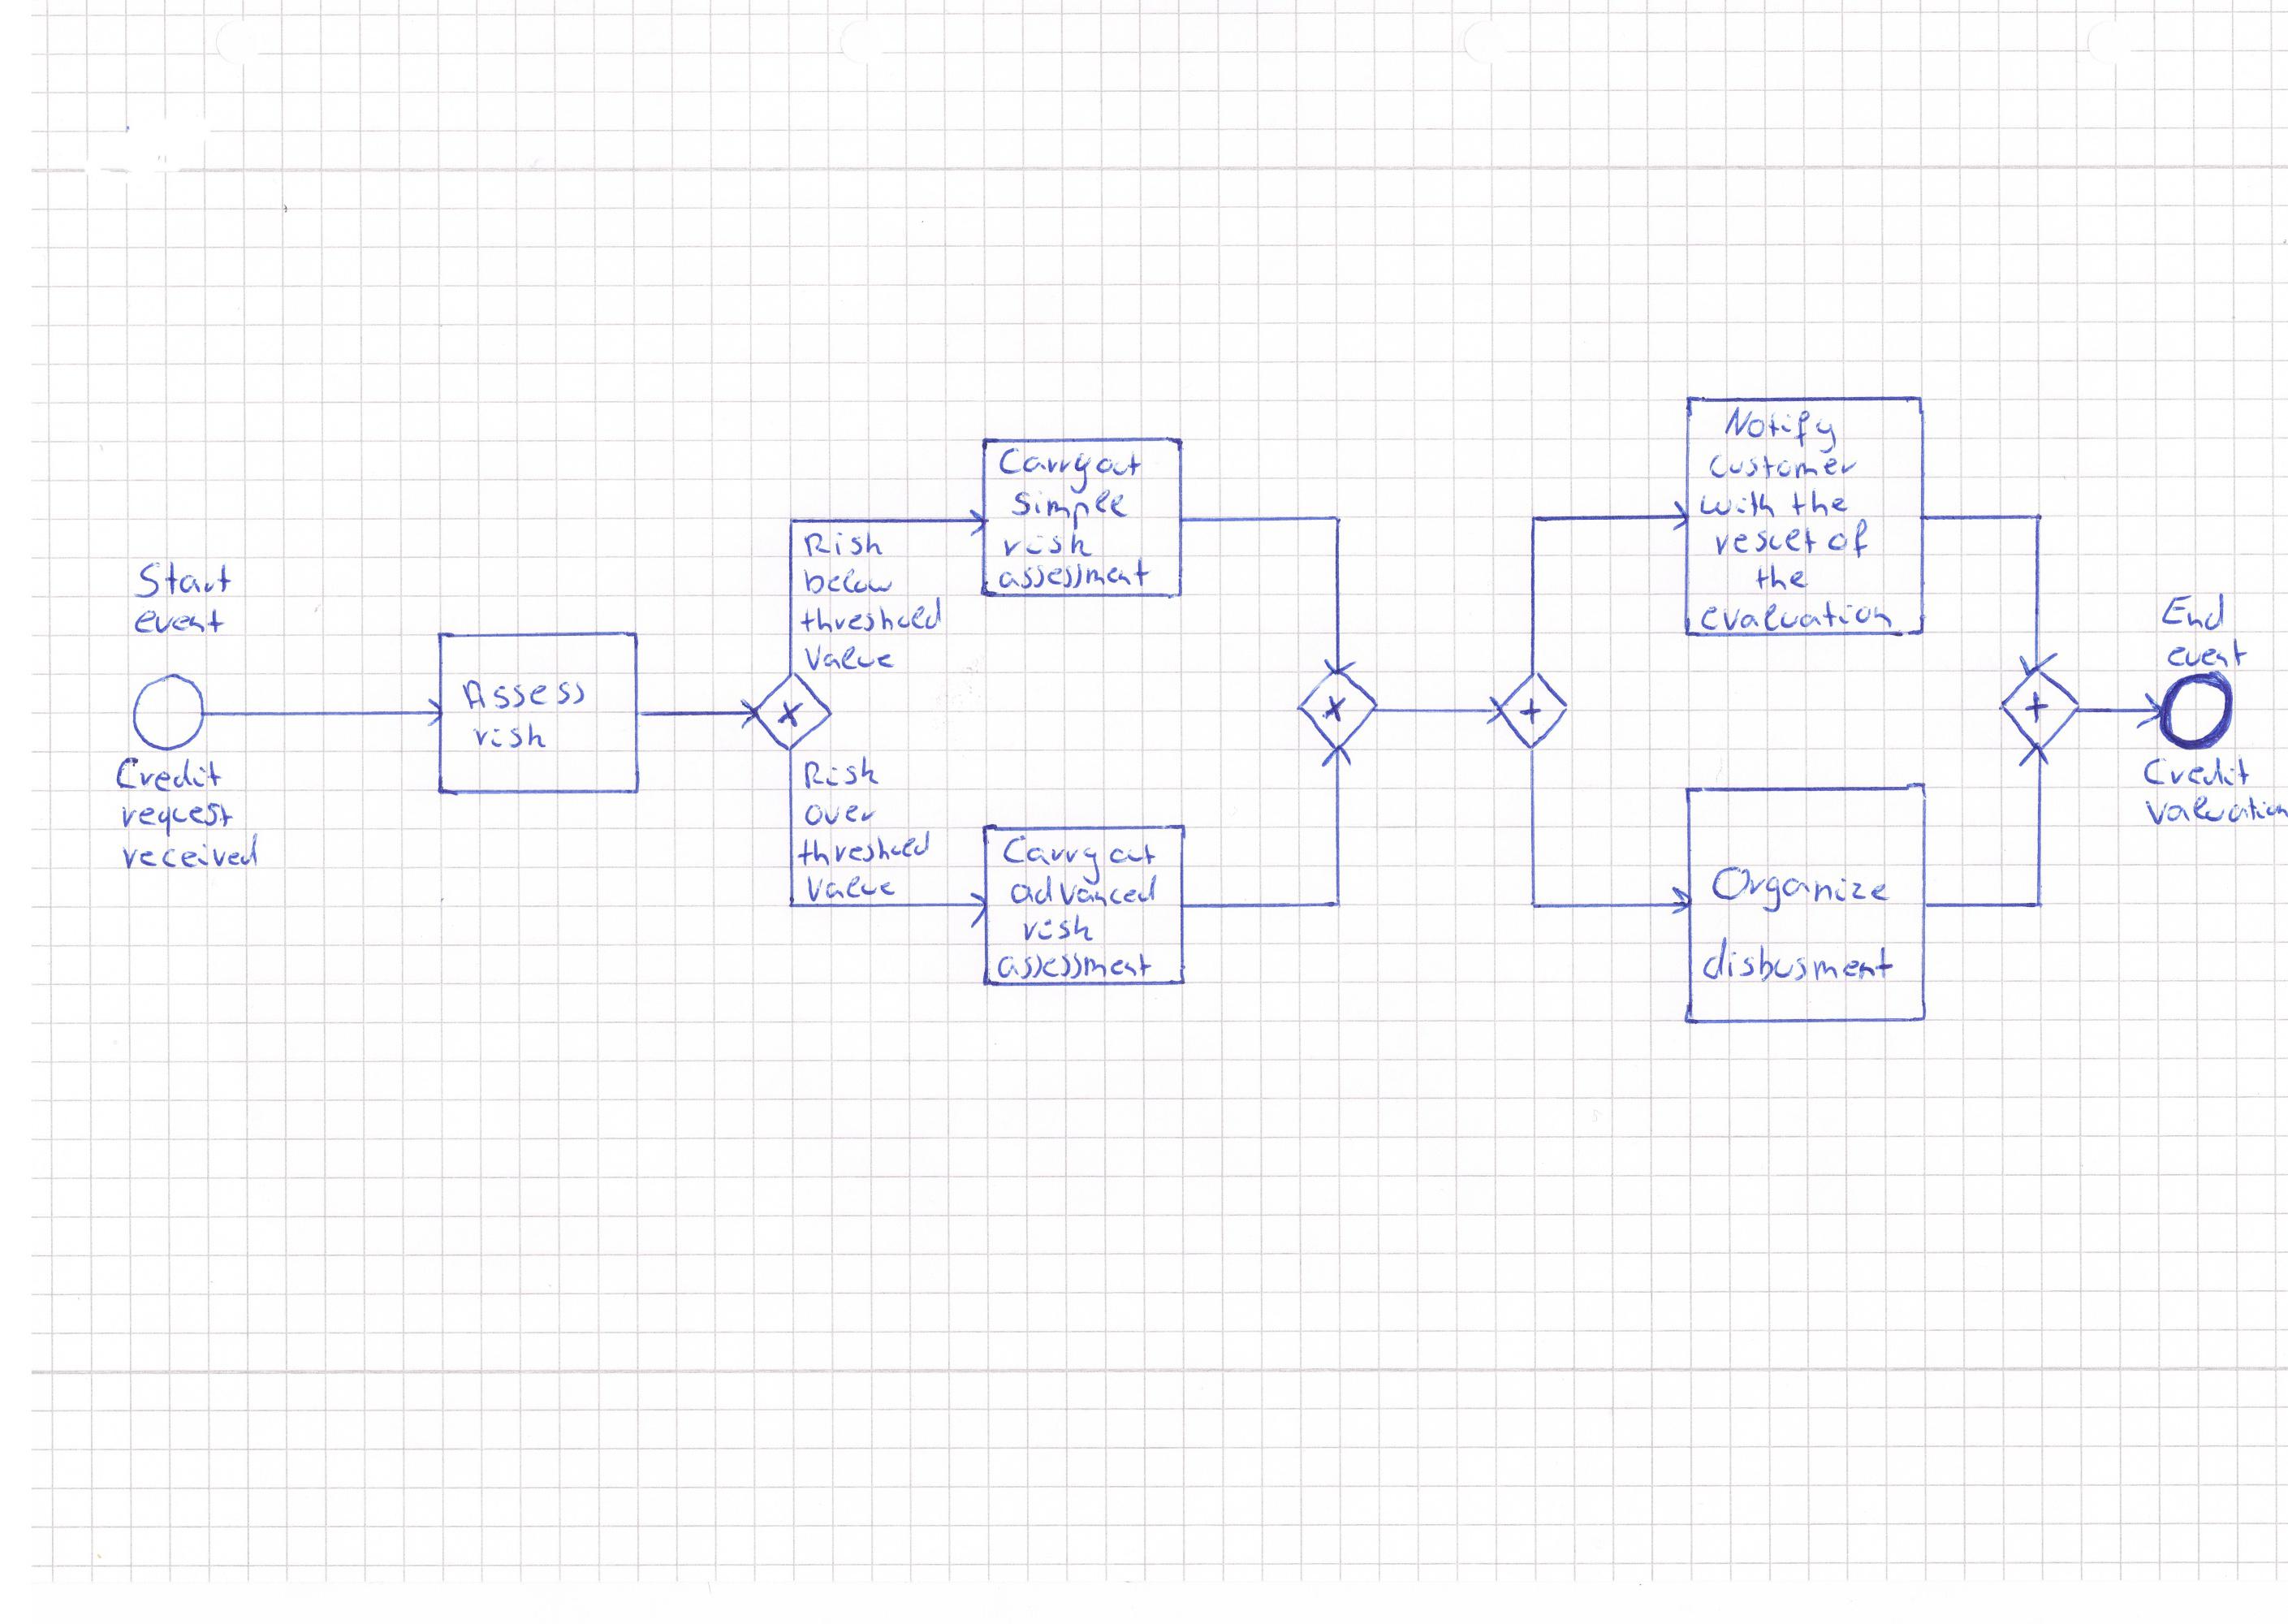 Start
event
Credit
request
received
Assess
risk
Risk
below
threshold
Value
Risk
over
threshold
Value
Carry out
Simple
risk
assessment
Carry out
advanced
risk
assessment
Notify
Customer
with the
result of
the
evaluation
Organize
disbusment
End
event
Credit
Valuation